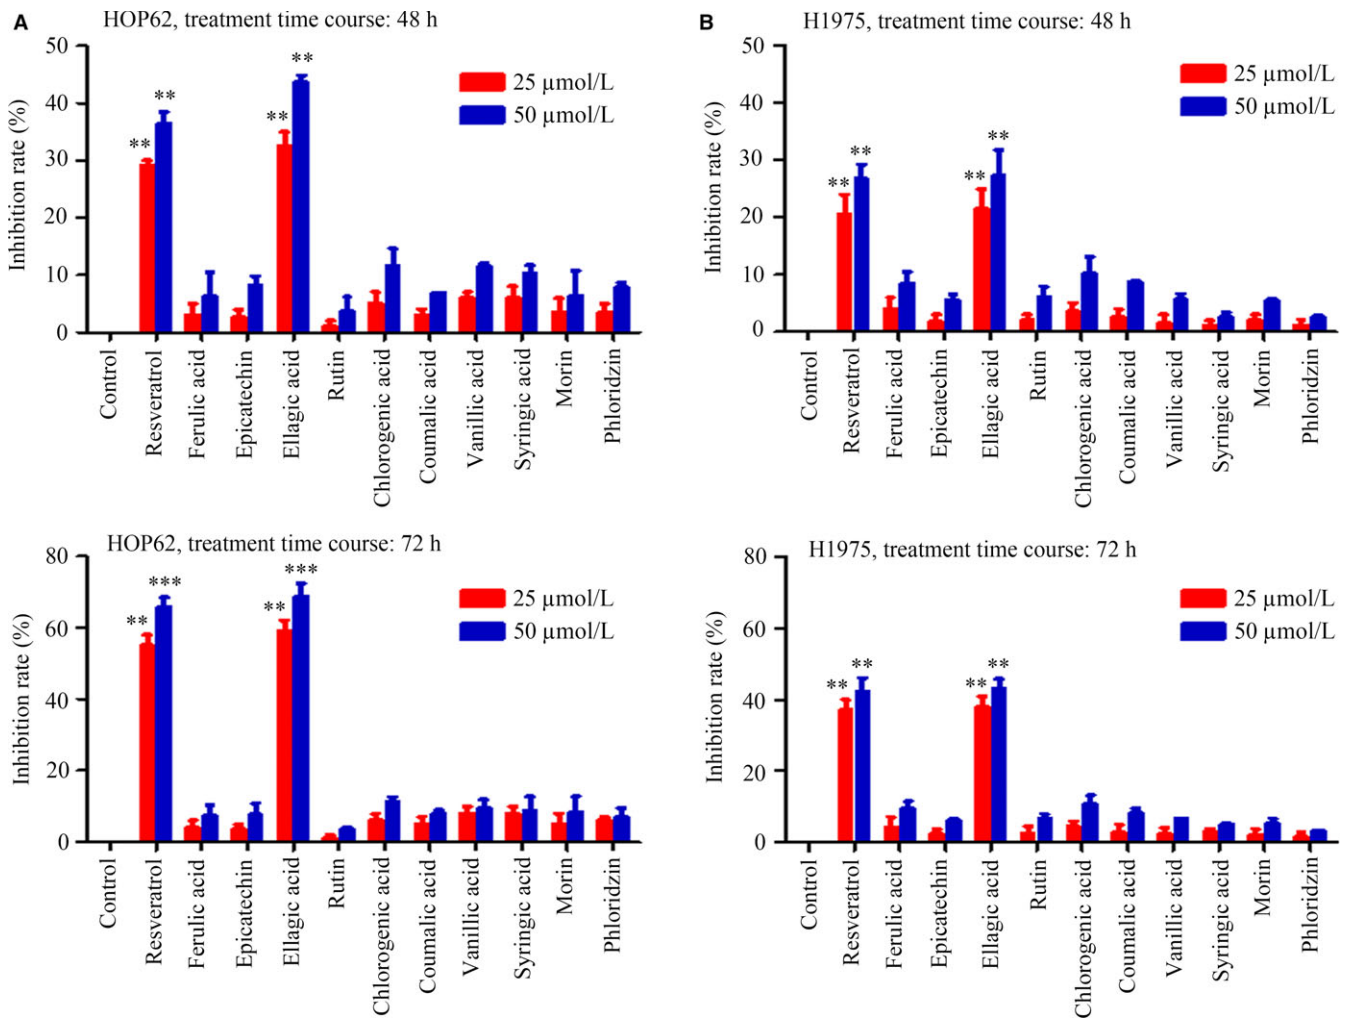 A
HOP62, treatment time course: 48 h
Inhibition rate (%)
50
40
30
20
10
0
25 µmol/L
50 µmol/L
**
**
**
**
Control
Resveratrol
Ferulic acid
Epicatechin
Ellagic acid
Rutin
Chlorogenic acid
Coumalic acid
Vanillic acid
Syringic acid
Morin
Phloridzin
B
H1975, treatment time course: 48 h
Inhibition rate (%)
50
40
30
20
10
0
25 µmol/L
50 µmol/L
**
**
**
**
Control
Resveratrol
Ferulic acid
Epicatechin
Ellagic acid
Rutin
Chlorogenic acid
Coumalic acid
Vanillic acid
Syringic acid
Morin
Phloridzin
HOP62, treatment time course: 72 h
Inhibition rate (%)
80
60
40
20
0
25 µmol/L
50 µmol/L
**
***
**
***
Control
Resveratrol
Ferulic acid
Epicatechin
Ellagic acid
Rutin
Chlorogenic acid
Coumalic acid
Vanillic acid
Syringic acid
Morin
Phloridzin
H1975, treatment time course: 72 h
Inhibition rate (%)
80
60
40
20
0
25 µmol/L
50 µmol/L
**
**
**
**
Control
Resveratrol
Ferulic acid
Epicatechin
Ellagic acid
Rutin
Chlorogenic acid
Coumalic acid
Vanillic acid
Syringic acid
Morin
Phloridzin